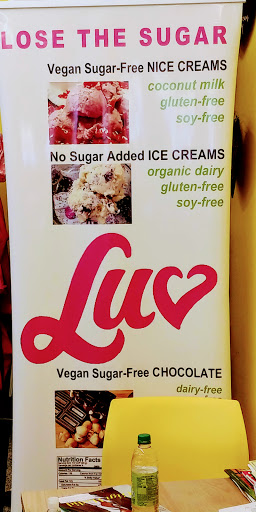 LOSE THE SUGAR
Vegan Sugar-Free NICE CREAMS
coconut milk
gluten-free
soy-free
No Sugar Added ICE CREAMS
organic dairy
gluten-free
soy-free
Luv
Vegan Sugar-Free CHOCOLATE
dairy-free
Nutrition Facts